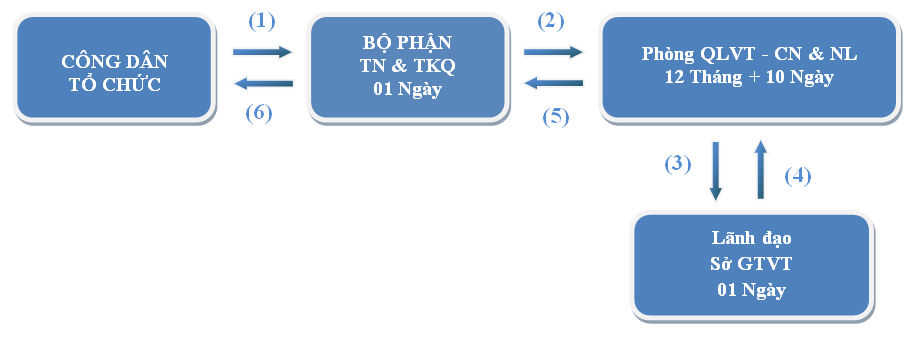 (1)
(2)
CÔNG DÂN
TỔ CHỨC
BỘ PHẬN
TN & TKQ
01 Ngày
Phòng QLVT - CN & NL
12 Tháng + 10 Ngày
(6)
(5)
(3)
(4)
Lãnh đạo
Sở GTVT
01 Ngày